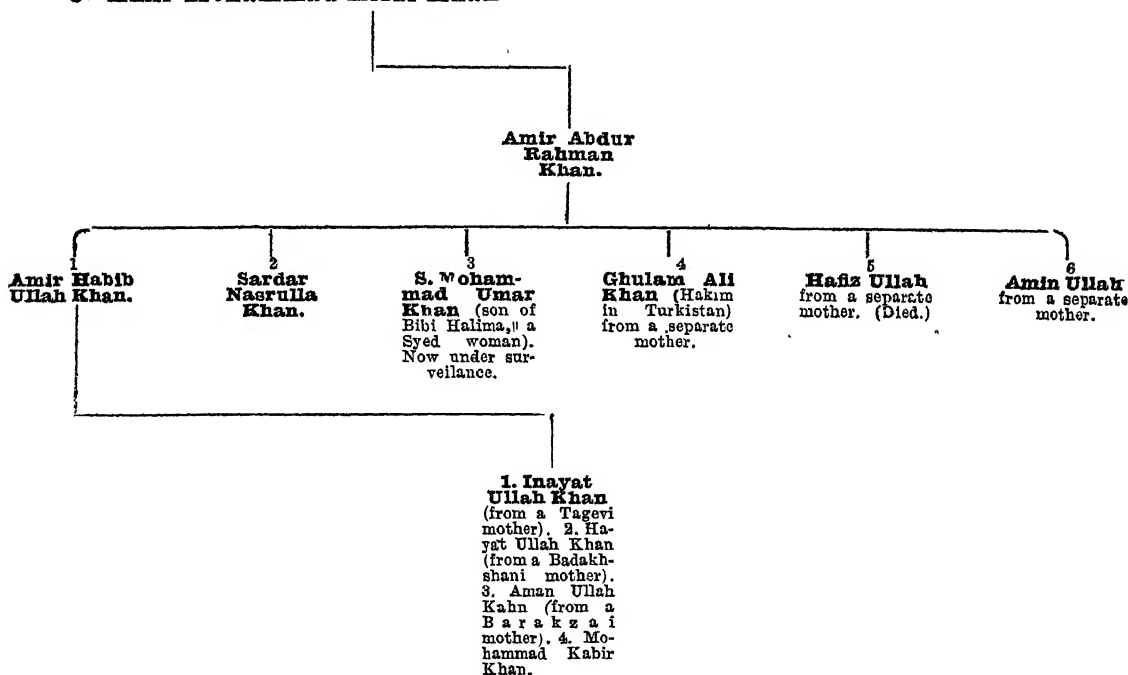 Amir Abdur
Rahman
Khan.
1
Amir Habib
Ullah Khan.
2
Sardar
Nasrulla
Khan.
3
S. Moham-
mad Umar
Khan (son of
Bibi Halima,॥ a
Syed woman).
Now under sur-
veilance.
4
Ghulam Ali
Khan (Hakim
in Turkistan)
from a separate
mother.
5
Hafiz Ullah
from a separate
mother. (Died.)
6
Amin Ullah
from a separate
mother.
1. Inayat
Ullah Khan
(from a Tagevi
mother). 2. Ha-
yat Ullah Khan
(from a Badakh-
shani mother).
3. Aman Ullah
Kahn (from a
Barakzai
mother). 4. Mo-
hammad Kabir
Khan.